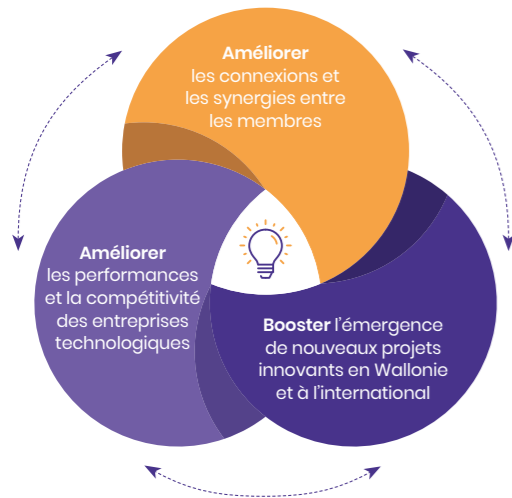 Améliorer
les connexions et
les synergies entre
les membres
Améliorer
les performances
et la compétitivité
des entreprises
technologiques
Booster l'émergence
de nouveaux projets
innovants en Wallonie
et à l'international